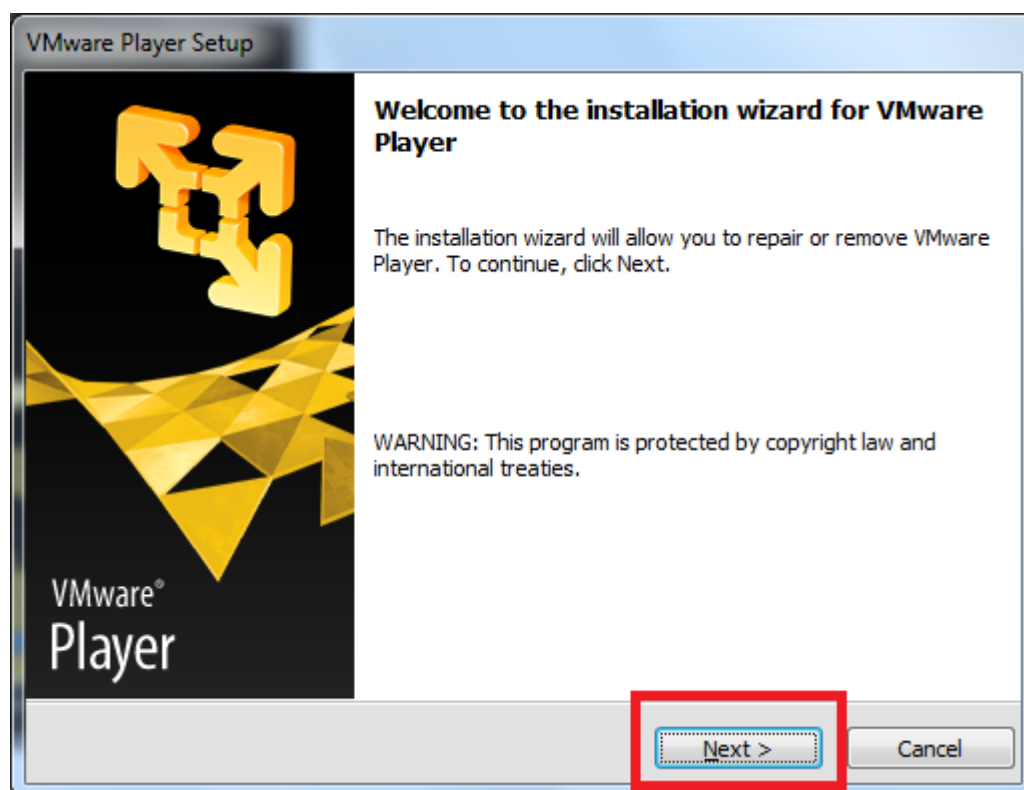 VMware Player Setup
Welcome to the installation wizard for VMware
Player
The installation wizard will allow you to repair or remove VMware
Player. To continue, click Next.
WARNING: This program is protected by copyright law and
international treaties.
VMware®
Player
Next >
Cancel